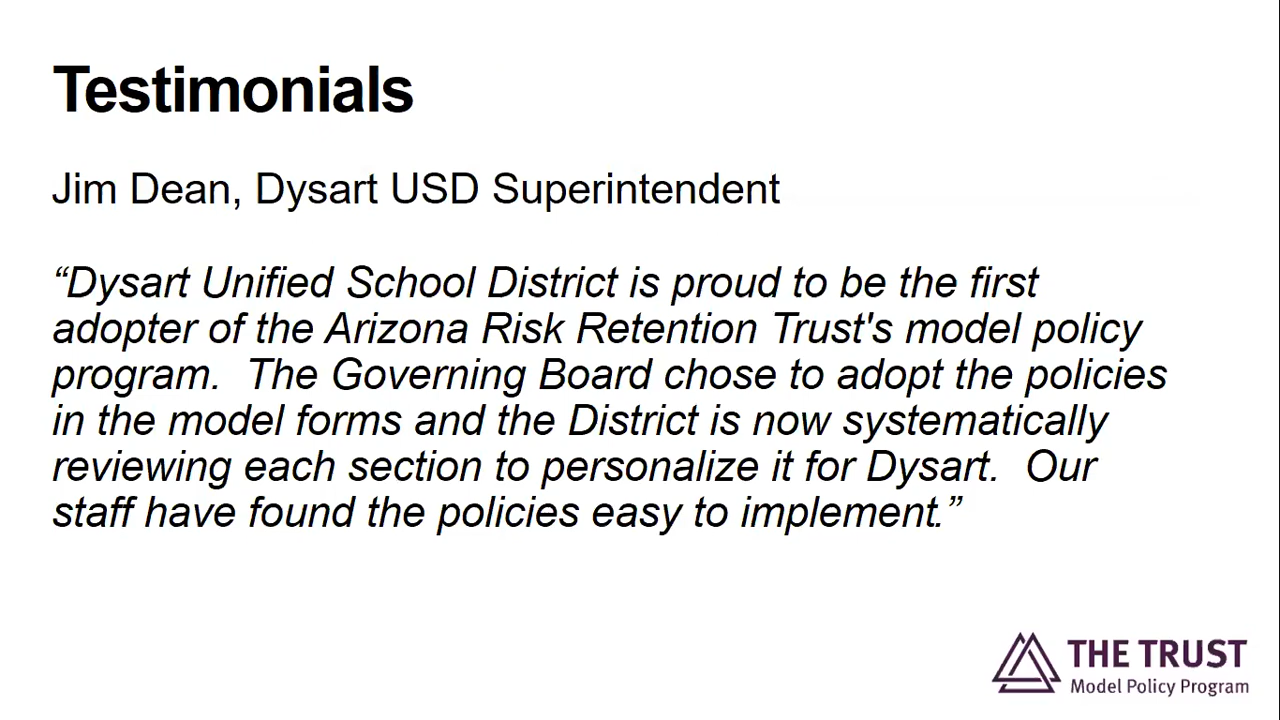 Testimonials
Jim Dean, Dysart USD Superintendent
“Dysart Unified School District is proud to be the first
adopter of the Arizona Risk Retention Trust's model policy
program.  The Governing Board chose to adopt the policies
in the model forms and the District is now systematically
reviewing each section to personalize it for Dysart.  Our
staff have found the policies easy to implement.”
THE TRUST
Model Policy Program